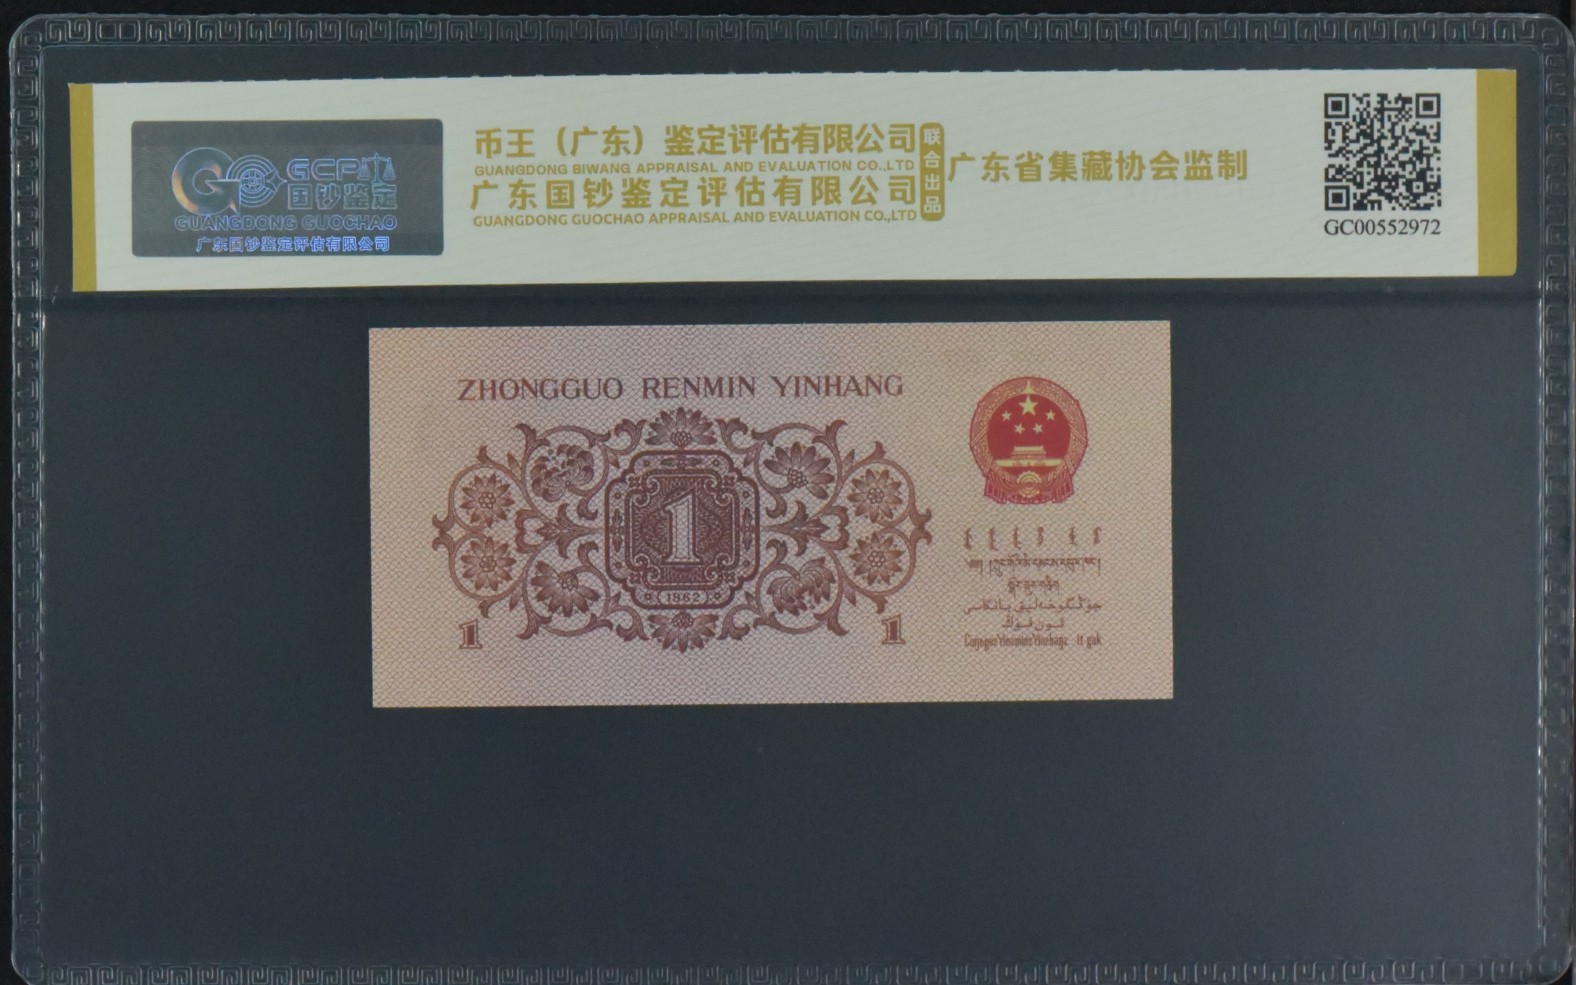 GCP
国钞鉴定
GUANGDONG GUOCHAO
广东国钞鉴定评估有限公司
币王（广东）鉴定评估有限公司
GUANGDONG BIWANG APPRAISAL AND EVALUATION CO.,LTD
广东国钞鉴定评估有限公司
GUANGDONG GUOCHAO APPRAISAL AND EVALUATION CO.,LTD
联合出品
广东省集藏协会监制
GC00552972
ZHONGGUO RENMIN YINHANG
1
1962
1
1